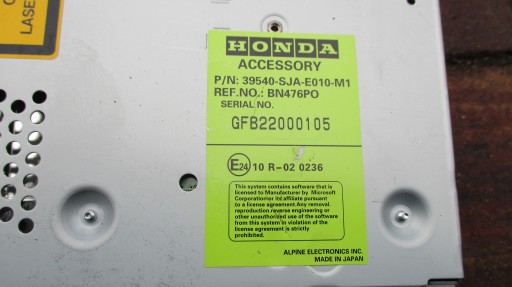 LASE
HONDA
ACCESSORY
P/N: 39540-SJA-E010-M1
REF.NO.: BN476PO
SERIAL NO.
GFB22000105
E24 10 R-02 0236
This system contains software that is
licensed to Manufacturer by Microsoft
Corporationor its affiliate pursuant
to a license agreement. Any removal
reproduction, reverse engineering or
other unauthorized use of the software
from this system in violation of the
license agreement is strictly
prohibited.
ALPINE ELECTRONICS INC.
MADE IN JAPAN